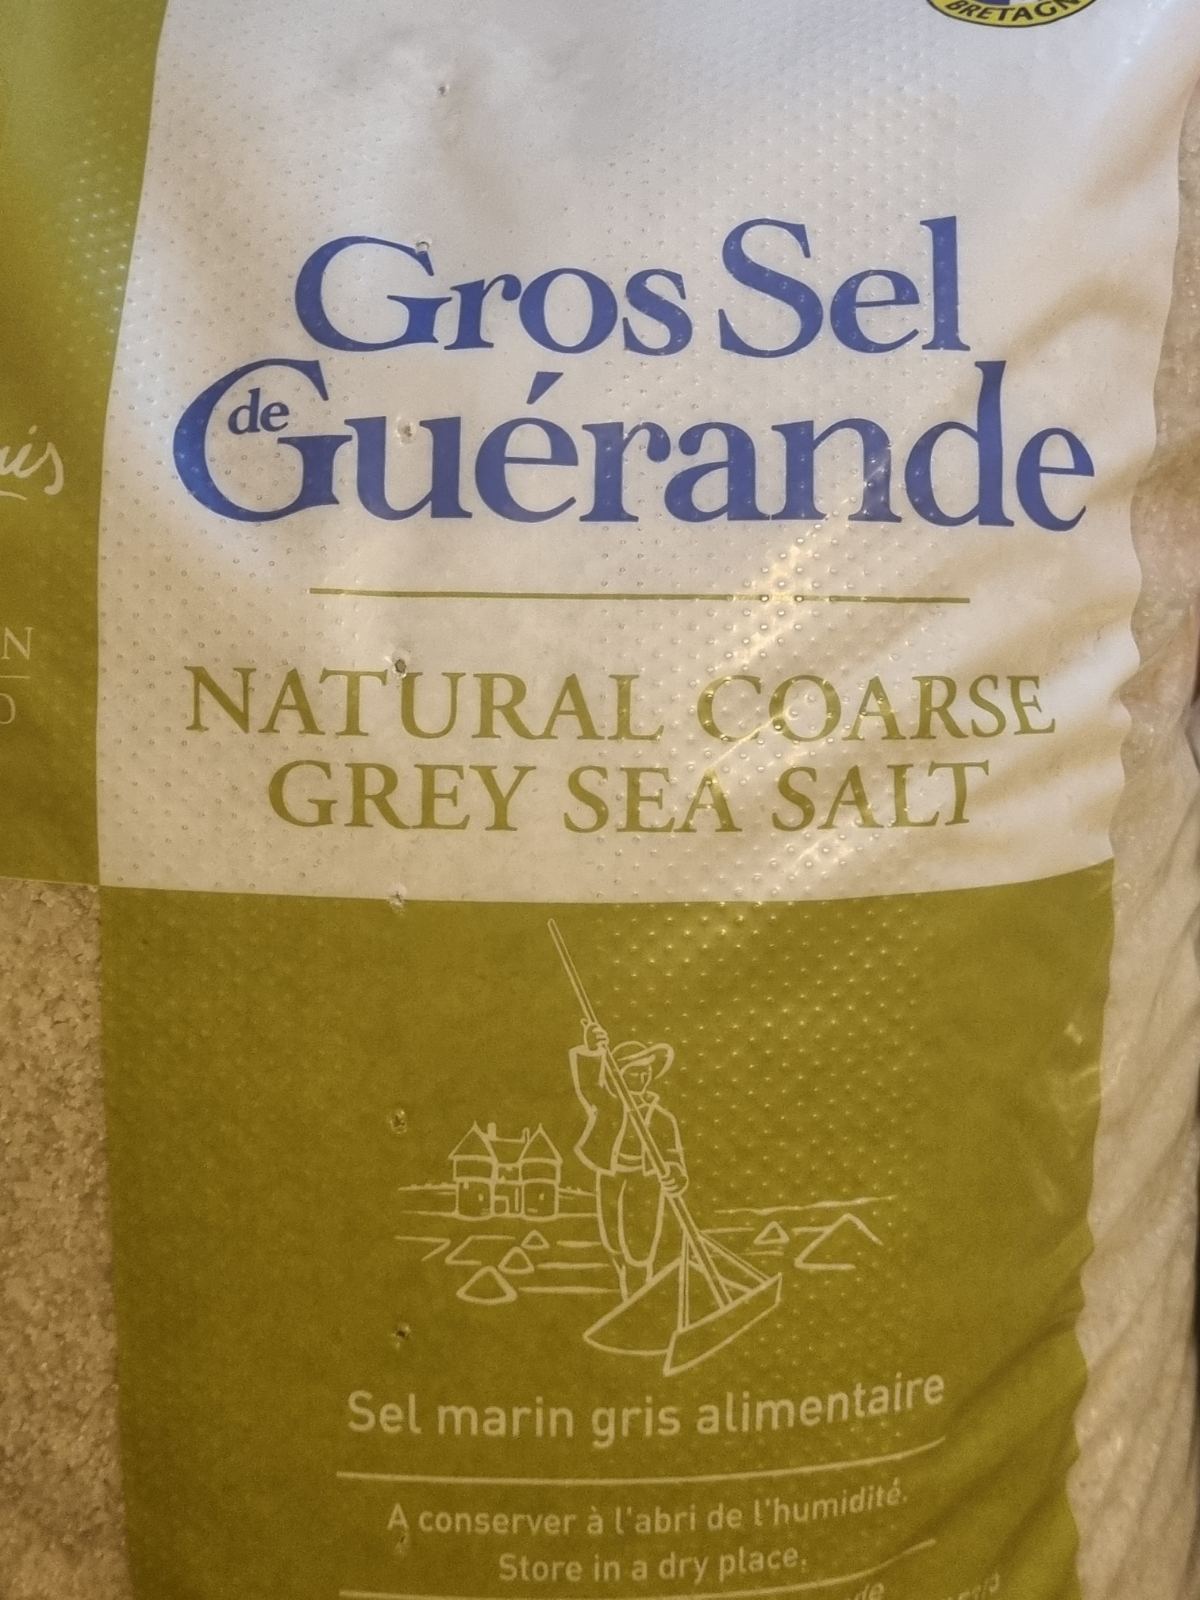 BRETAGN
Gros Sel
de Guérande
NATURAL COARSE
GREY SEA SALT
Sel marin gris alimentaire
A conserver à l'abri de l'humidité.
Store in a dry place.